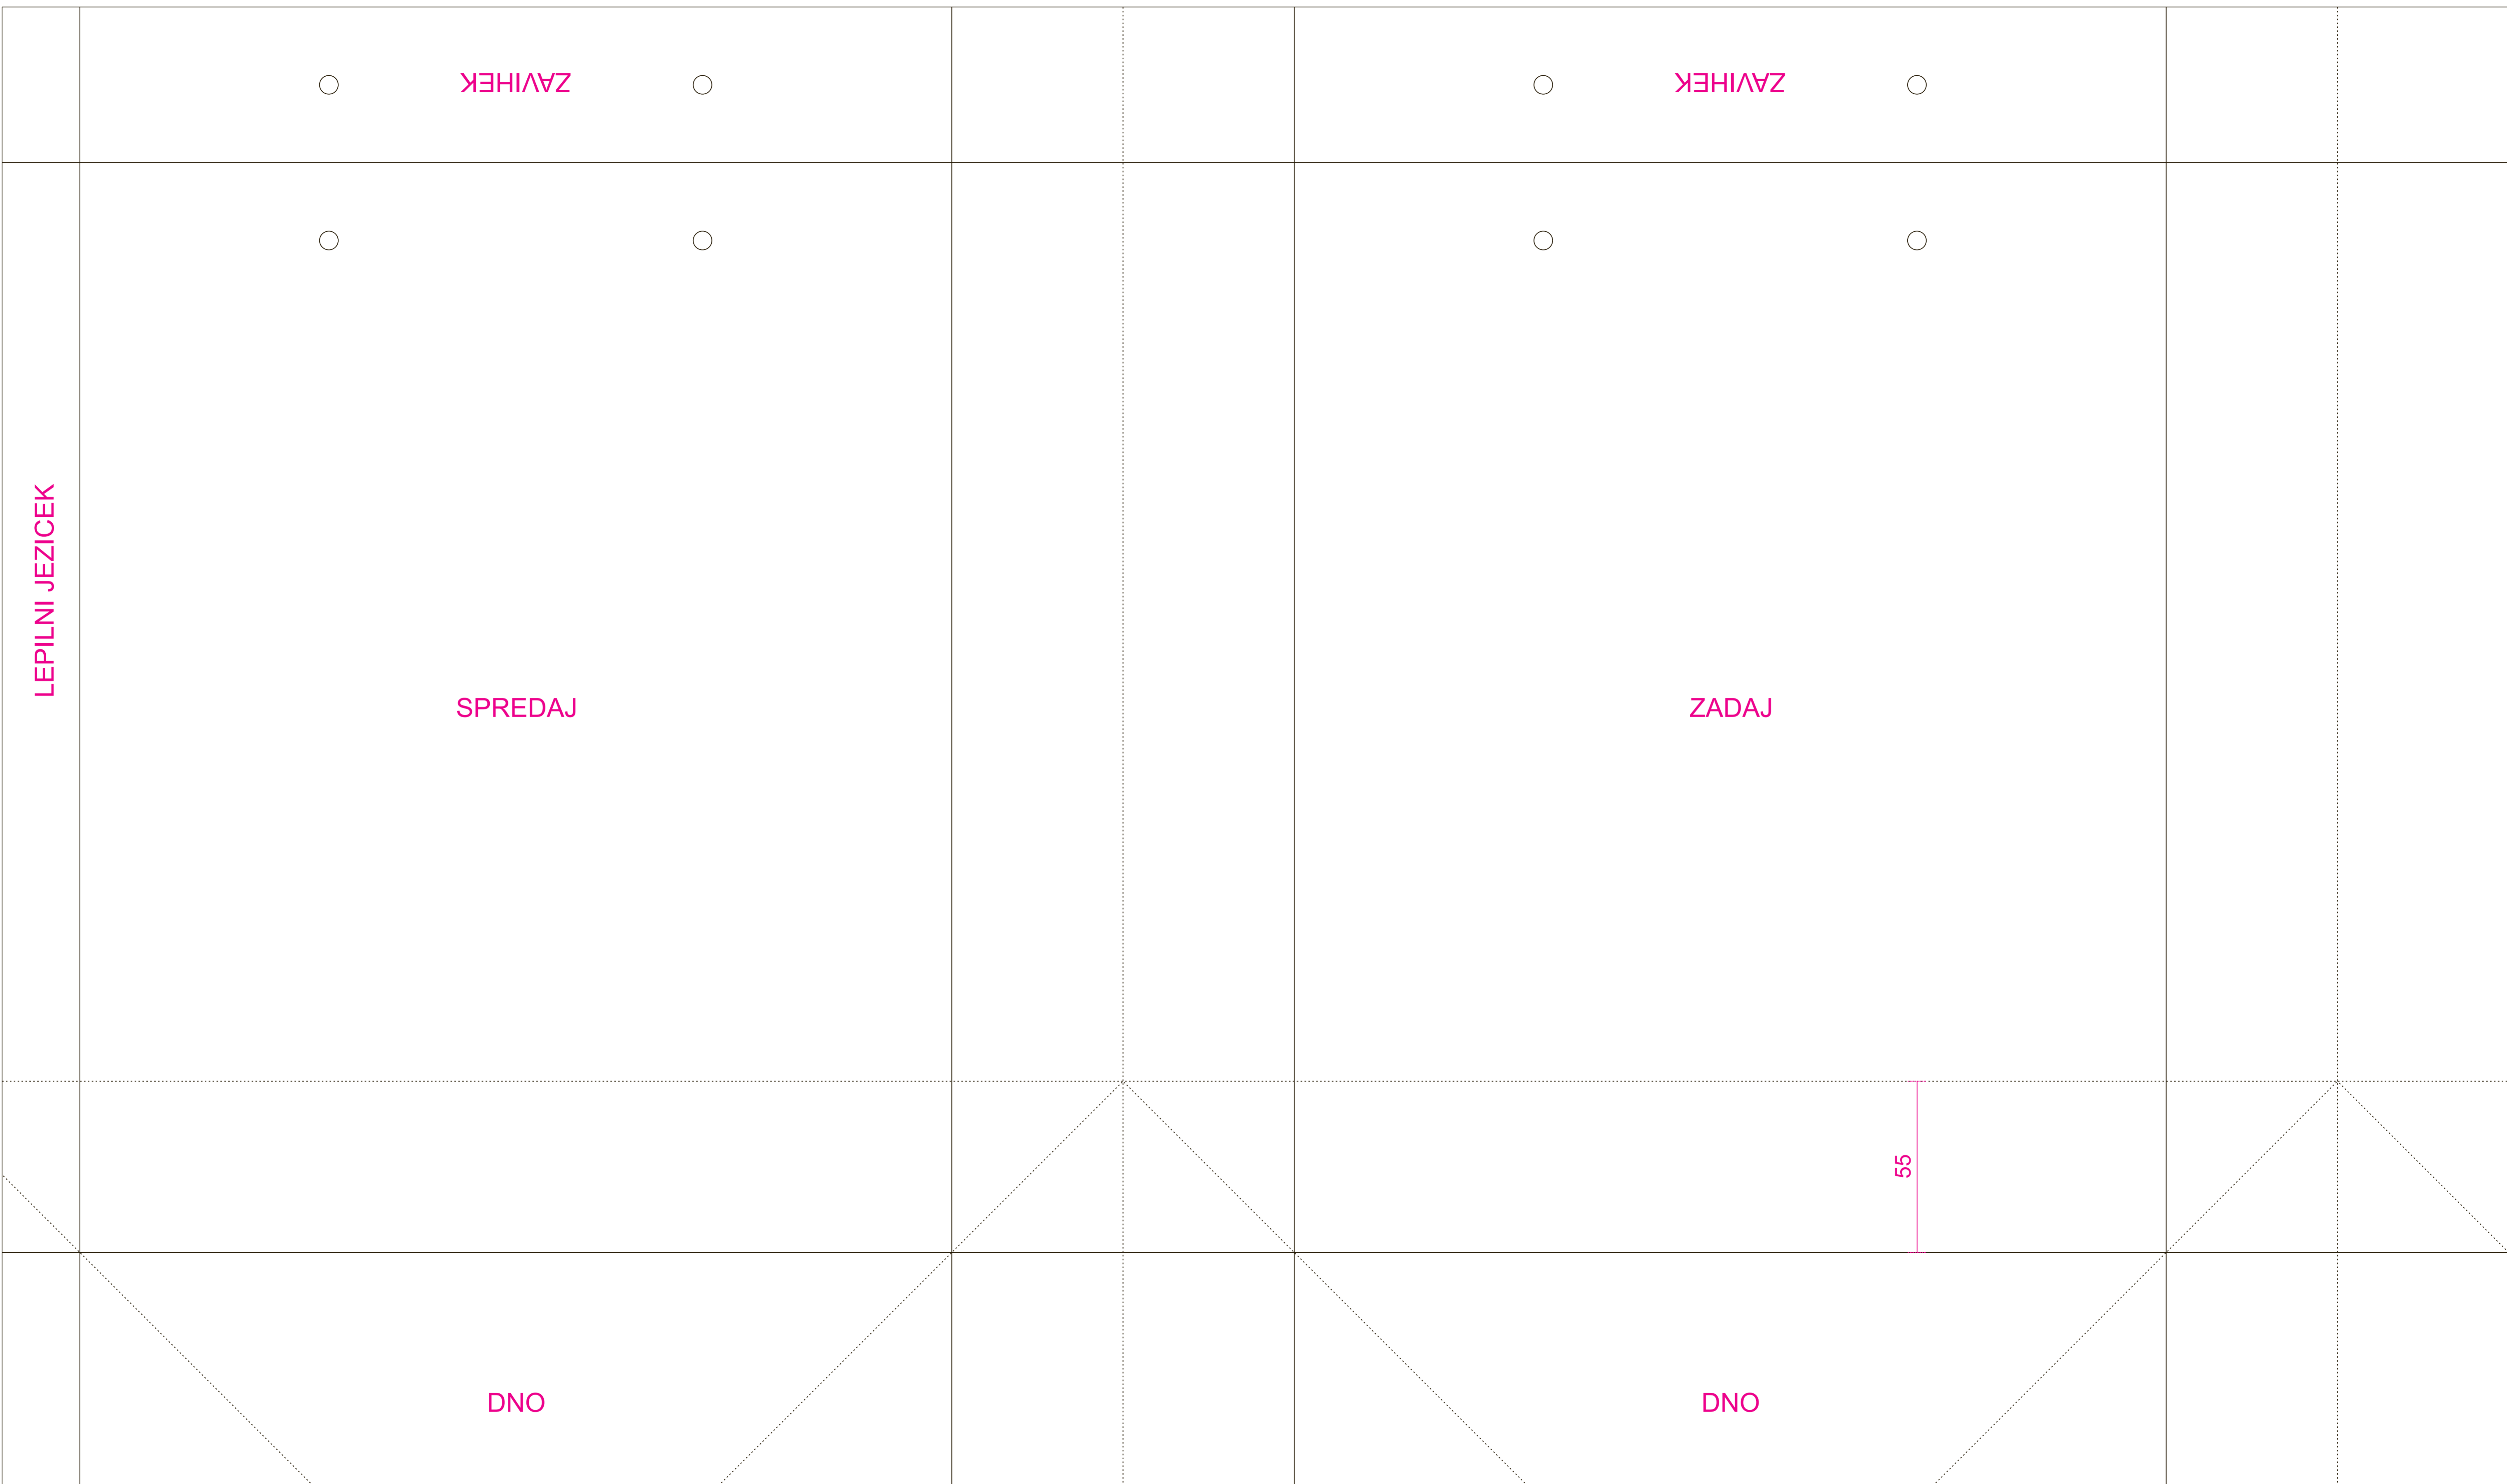 ZAVIHEK
ZAVIHEK
LEPILNI JEZICEK
SPREDAJ
ZADAJ
55
DNO
DNO